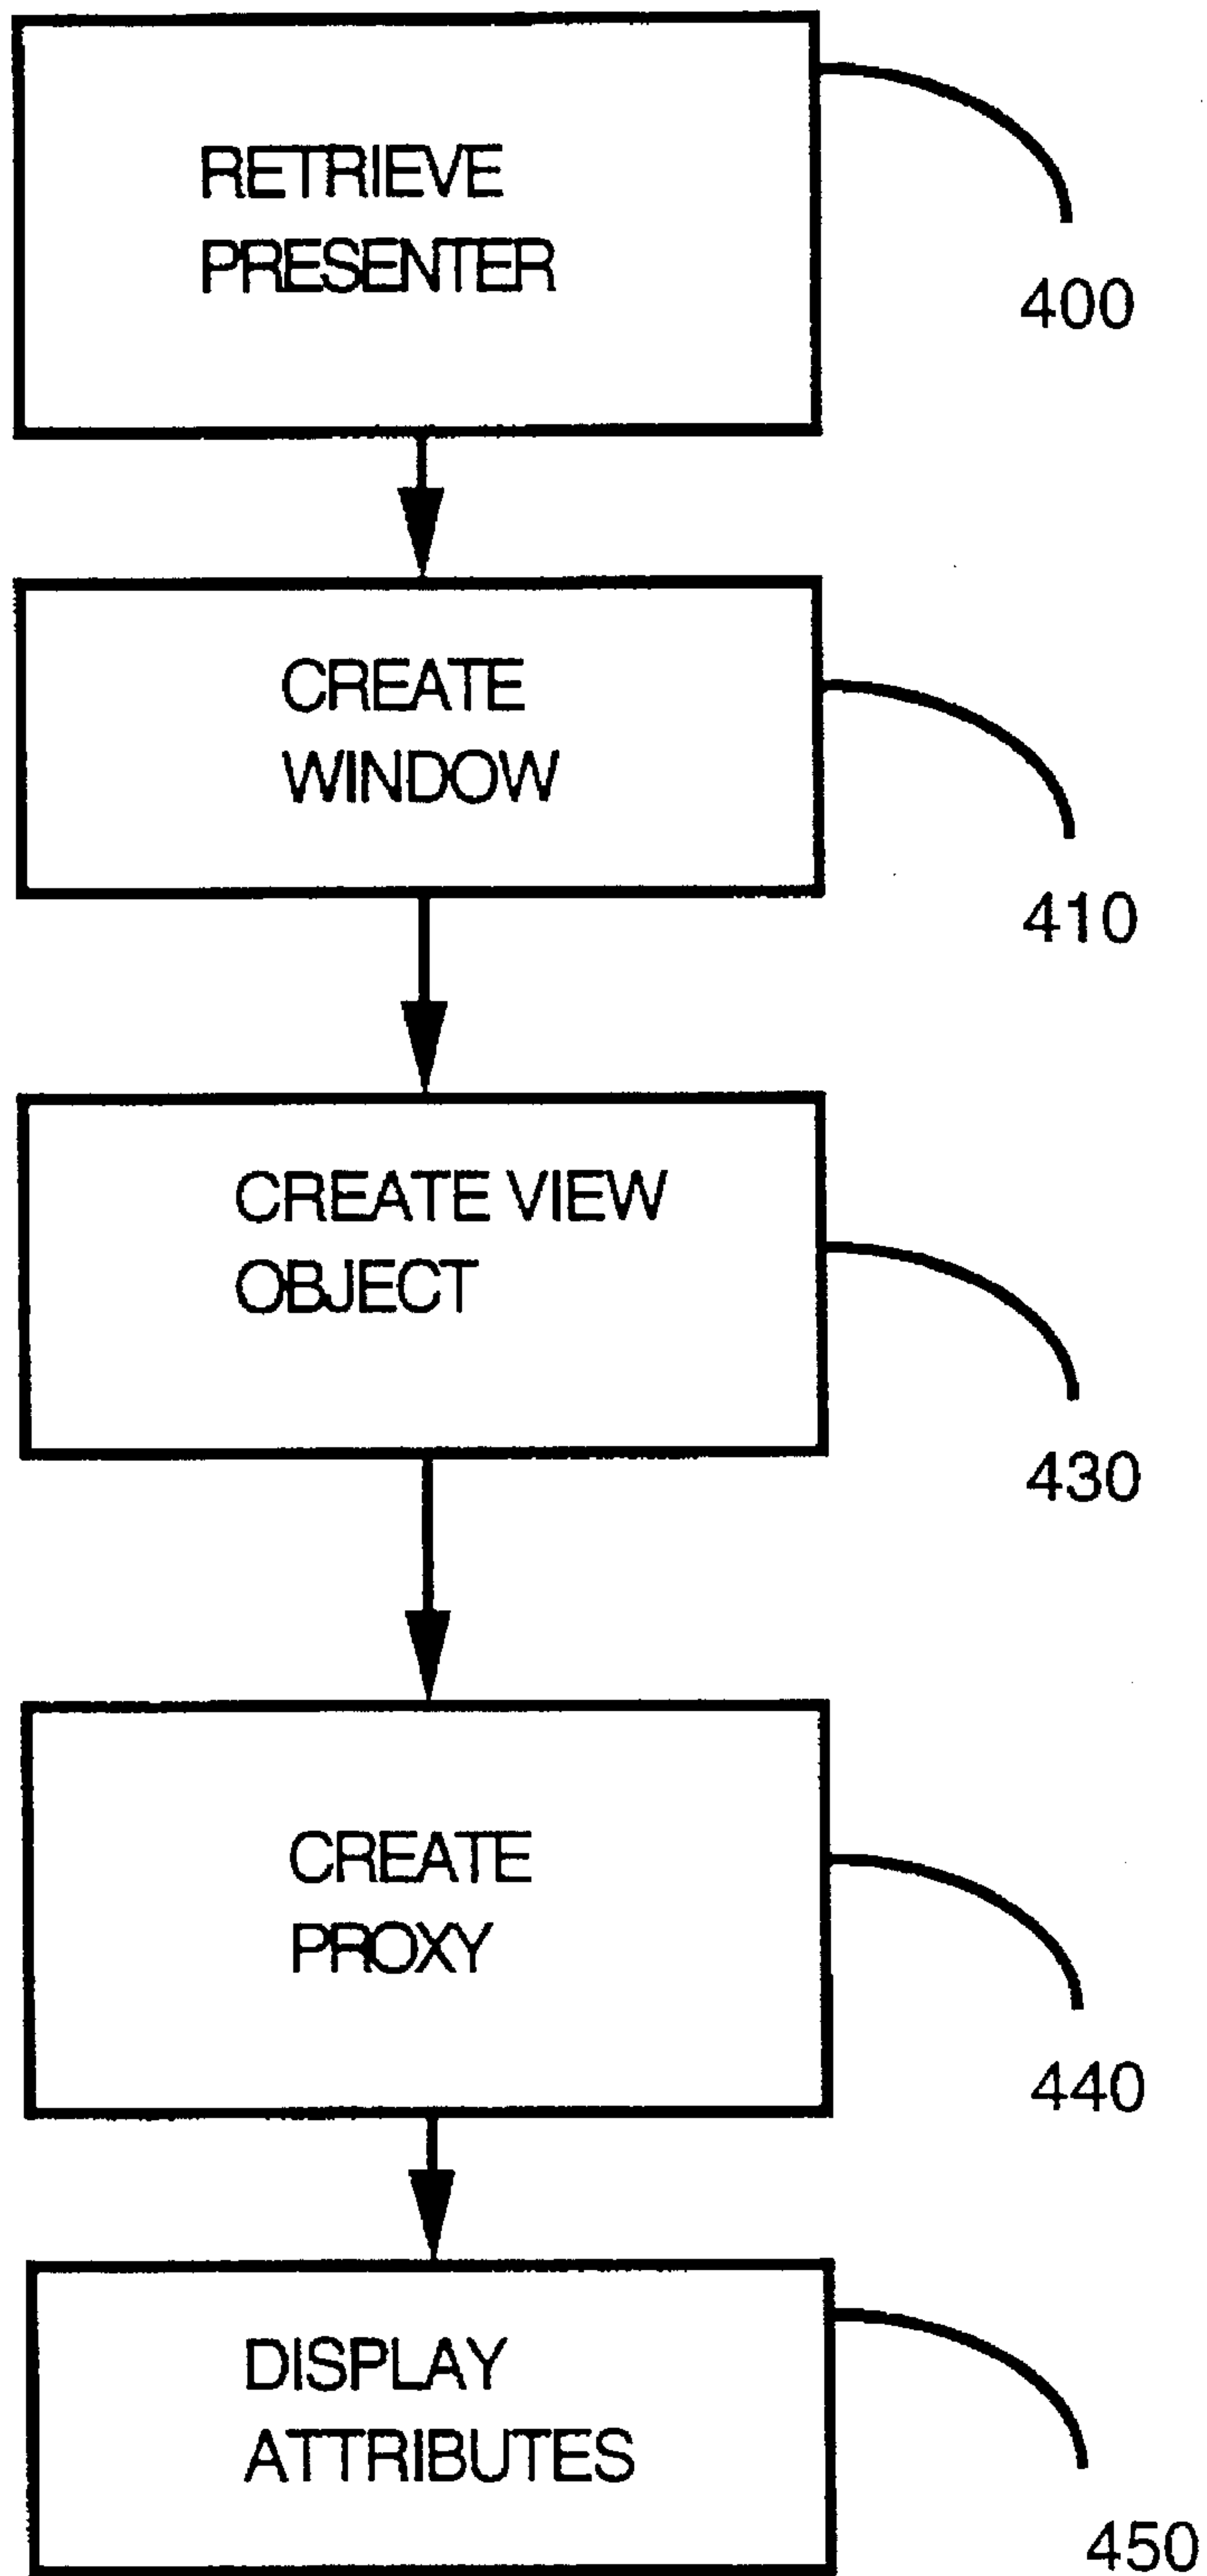 RETRIEVE
PRESENTER
400
CREATE
WINDOW
410
CREATE VIEW
OBJECT
430
CREATE
PROXY
440
DISPLAY
ATTRIBUTES
450